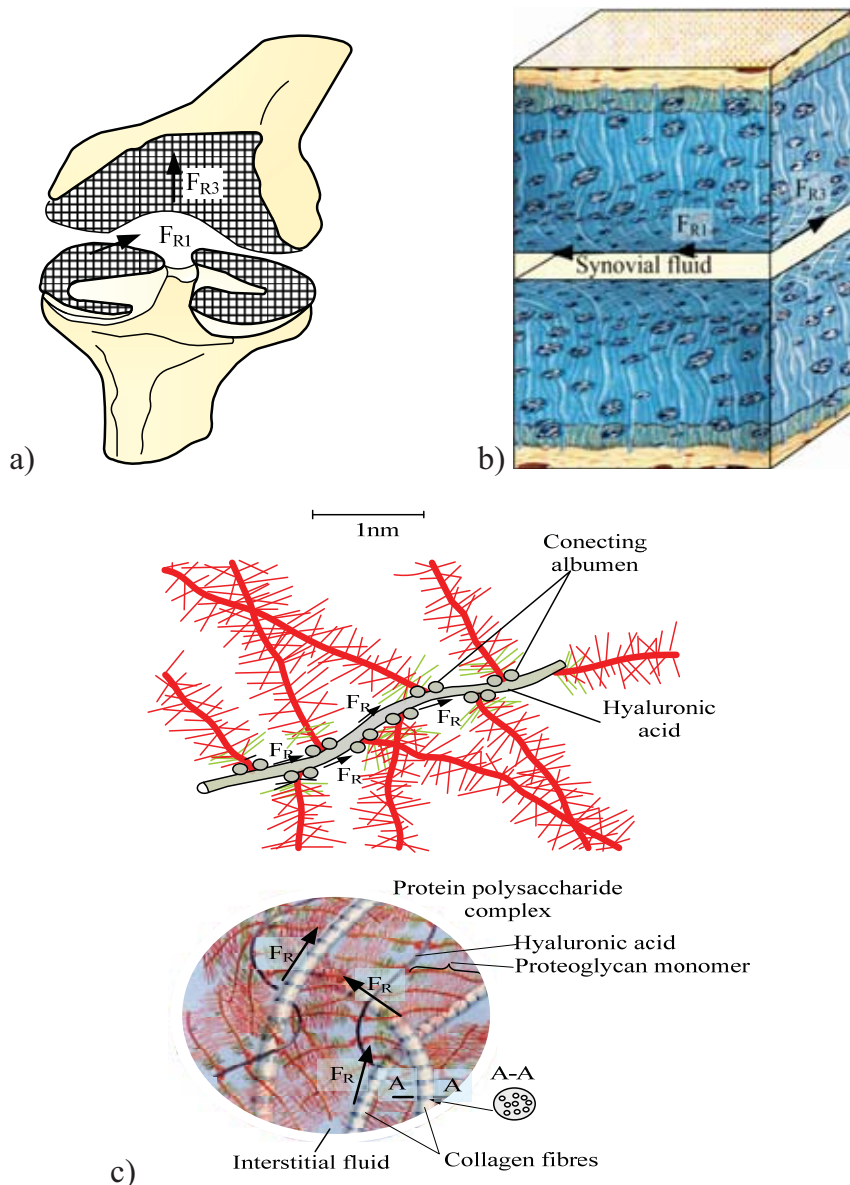 F_R3
F_R1
a)
F_R3
F_R1
Synovial fluid
b)
1nm
Conecting
albumen
F_R
F_R
Hyaluronic
acid
F_R
F_R
Protein polysaccharide
complex
Hyaluronic acid
Proteoglycan monomer
F_R
F_R
F_R
A
A
A-A
Interstitial fluid
Collagen fibres
c)